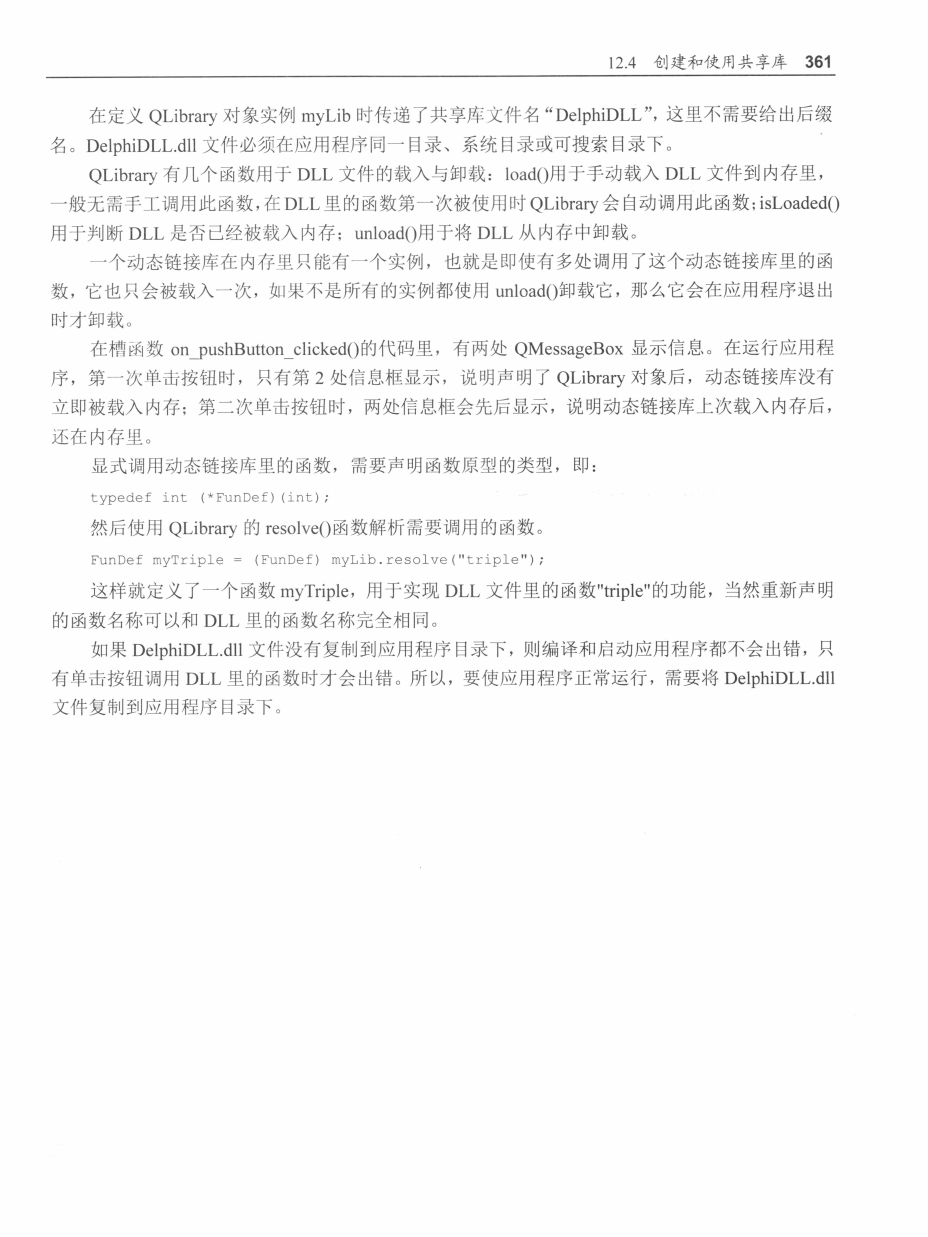 12.4 创建和使用共享库 361
在定义 QLibrary 对象实例 myLib 时传递了共享库文件名“DelphiDLL”，这里不需要给出后缀
名。DelphiDLL.dll 文件必须在应用程序同一目录、系统目录或可搜索目录下。
QLibrary 有几个函数用于 DLL 文件的载入与卸载：load()用于手动载入 DLL 文件到内存里，
一般无需手工调用此函数，在 DLL 里的函数第一次被使用时 QLibrary 会自动调用此函数；isLoaded()
用于判断 DLL 是否已经被载入内存；unload()用于将 DLL 从内存中卸载。
一个动态链接库在内存里只能有一个实例，也就是即使有多处调用了这个动态链接库里的函
数，它也只会被载入一次，如果不是所有的实例都使用 unload()卸载它，那么它会在应用程序退出
时才卸载。
在槽函数 on_pushButton_clicked()的代码里，有两处 QMessageBox 显示信息。在运行应用程
序，第一次单击按钮时，只有第 2 处信息框显示，说明声明了 QLibrary 对象后，动态链接库没有
立即被载入内存；第二次单击按钮时，两处信息框会先后显示，说明动态链接库上次载入内存后，
还在内存里。
显式调用动态链接库里的函数，需要声明函数原型的类型，即：
typedef int (*FunDef)(int);
然后使用 QLibrary 的 resolve()函数解析需要调用的函数。
FunDef myTriple = (FunDef) myLib.resolve("triple");
这样就定义了一个函数 myTriple，用于实现 DLL 文件里的函数"triple"的功能，当然重新声明
的函数名称可以和 DLL 里的函数名称完全相同。
如果 DelphiDLL.dll 文件没有复制到应用程序目录下，则编译和启动应用程序都不会出错，只
有单击按钮调用 DLL 里的函数时才会出错。所以，要使应用程序正常运行，需要将 DelphiDLL.dll
文件复制到应用程序目录下。